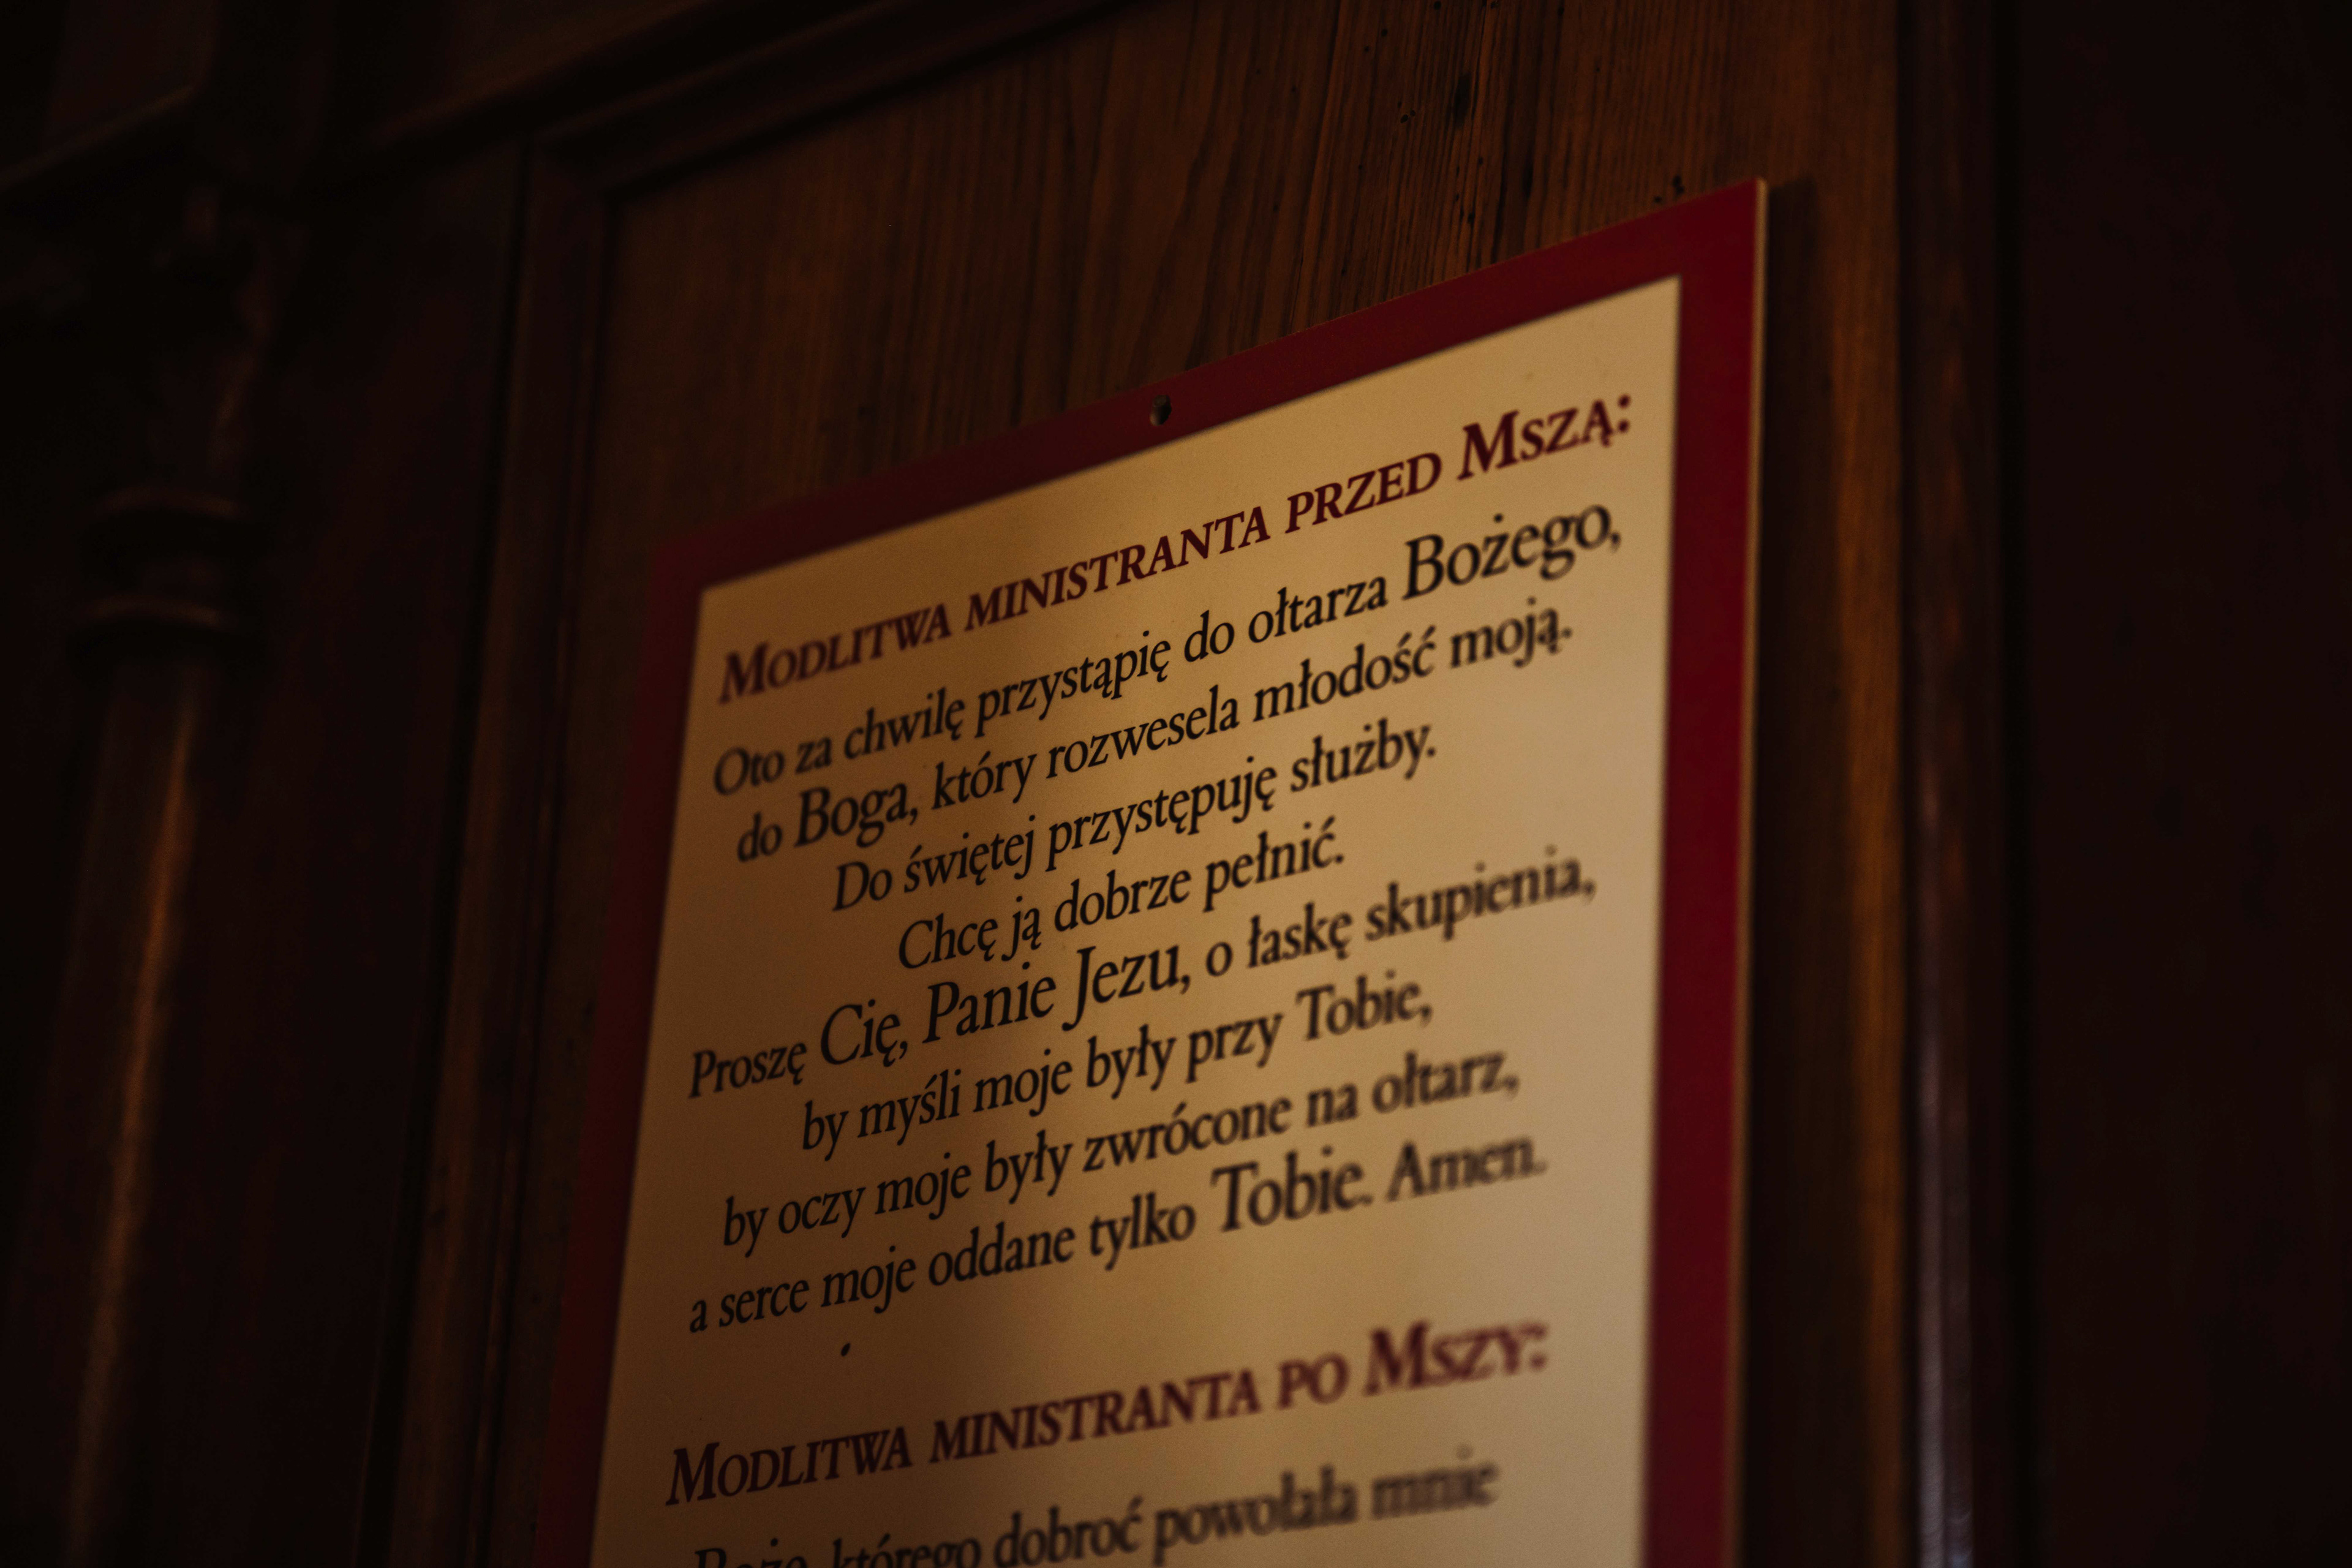 Modlitwa ministranta przed Mszą:
Oto za chwilę przystąpię do ołtarza Bożego,
do Boga, który rozwesela młodość moją.
Do świętej przystępuję służby.
Chcę ją dobrze pełnić.
Proszę Cię, Panie Jezu, o łaskę skupienia,
by myśli moje były przy Tobie,
by oczy moje były zwrócone na ołtarz,
a serce moje oddane tylko Tobie. Amen.
Modlitwa ministranta po Mszy:
Boże, którego dobroć powołała mnie